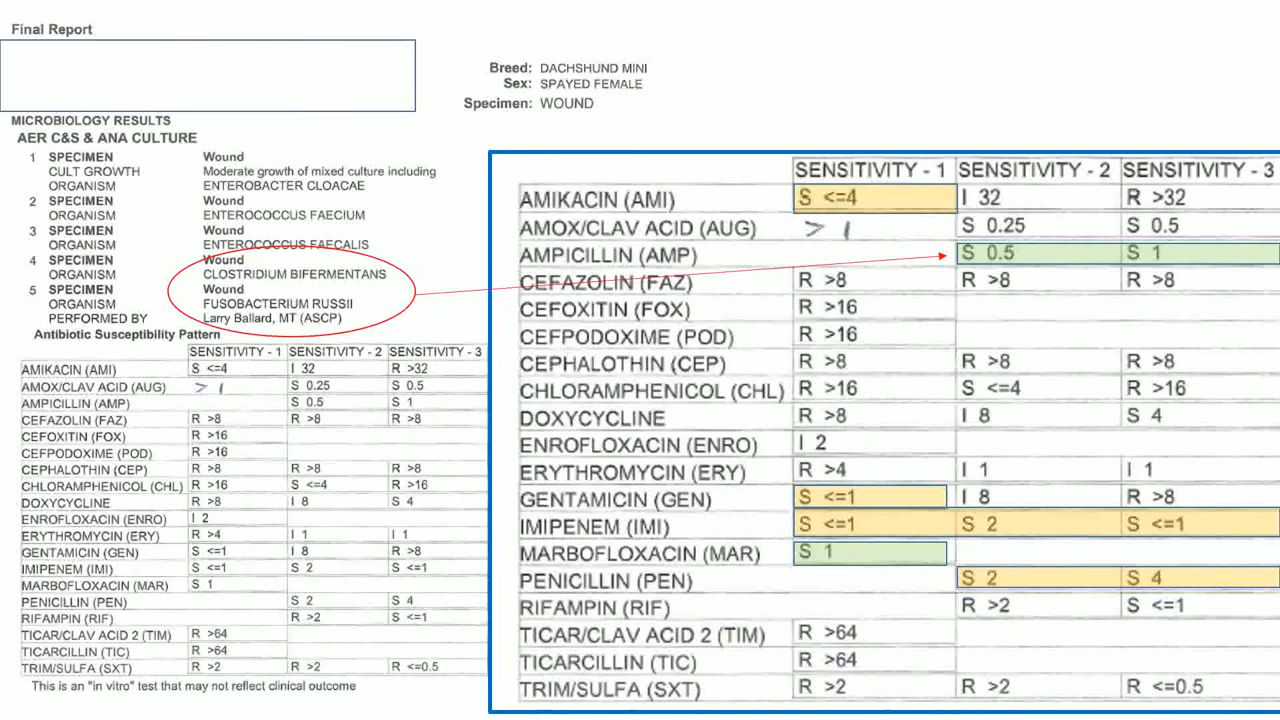 Final Report
Breed: DACHSHUND MINI
Sex: SPAYED FEMALE
Specimen: WOUND
MICROBIOLOGY RESULTS
AER C&S & ANA CULTURE
1 SPECIMEN Wound
CULT GROWTH Moderate growth of mixed culture including
ORGANISM ENTEROBACTER CLOACAE
2 SPECIMEN Wound
ORGANISM ENTEROCOCCUS FAECIUM
3 SPECIMEN Wound
ORGANISM ENTEROCOCCUS FAECALIS
4 SPECIMEN Wound
ORGANISM CLOSTRIDIUM BIFERMENTANS
5 SPECIMEN Wound
ORGANISM FUSOBACTERIUM RUSSII
PERFORMED BY Larry Ballard, MT (ASCP)
Antibiotic Susceptibility Pattern
SENSITIVITY - 1 SENSITIVITY - 2 SENSITIVITY - 3
AMIKACIN (AMI) S <=4 I 32 R >32
AMOX/CLAV ACID (AUG) > 1 S 0.25 S 0.5
AMPICILLIN (AMP) S 0.5 S 1
CEFAZOLIN (FAZ) R >8 R >8 R >8
CEFOXITIN (FOX) R >16
CEFPODOXIME (POD) R >16
CEPHALOTHIN (CEP) R >8 R >8 R >8
CHLORAMPHENICOL (CHL) R >16 S <=4 R >16
DOXYCYCLINE R >8 I 8 S 4
ENROFLOXACIN (ENRO) I 2
ERYTHROMYCIN (ERY) R >4 I 1 I 1
GENTAMICIN (GEN) S <=1 I 8 R >8
IMIPENEM (IMI) S <=1 S 2 S <=1
MARBOFLOXACIN (MAR) S 1
PENICILLIN (PEN) S 2 S 4
RIFAMPIN (RIF) R >2 S <=1
TICAR/CLAV ACID 2 (TIM) R >64
TICARCILLIN (TIC) R >64
TRIM/SULFA (SXT) R >2 R >2 R <=0.5
This is an "in vitro" test that may not reflect clinical outcome
SENSITIVITY - 1 SENSITIVITY - 2 SENSITIVITY - 3
AMIKACIN (AMI) S <=4 I 32 R >32
AMOX/CLAV ACID (AUG) > 1 S 0.25 S 0.5
AMPICILLIN (AMP) S 0.5 S 1
CEFAZOLIN (FAZ) R >8 R >8 R >8
CEFOXITIN (FOX) R >16
CEFPODOXIME (POD) R >16
CEPHALOTHIN (CEP) R >8 R >8 R >8
CHLORAMPHENICOL (CHL) R >16 S <=4 R >16
DOXYCYCLINE R >8 I 8 S 4
ENROFLOXACIN (ENRO) I 2
ERYTHROMYCIN (ERY) R >4 I 1 I 1
GENTAMICIN (GEN) S <=1 I 8 R >8
IMIPENEM (IMI) S <=1 S 2 S <=1
MARBOFLOXACIN (MAR) S 1
PENICILLIN (PEN) S 2 S 4
RIFAMPIN (RIF) R >2 S <=1
TICAR/CLAV ACID 2 (TIM) R >64
TICARCILLIN (TIC) R >64
TRIM/SULFA (SXT) R >2 R >2 R <=0.5